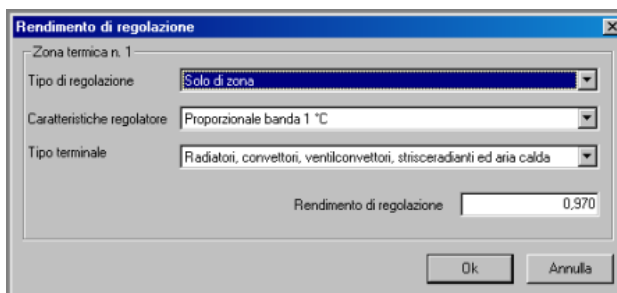 Rendimento di regolazione
Zona termica n. 1
Tipo di regolazione Solo di zona
Caratteristiche regolatore Proporzionale banda 1 °C
Tipo terminale Radiatori, convettori, ventilconvettori, strisceradianti ed aria calda
Rendimento di regolazione 0,970
Ok Annulla